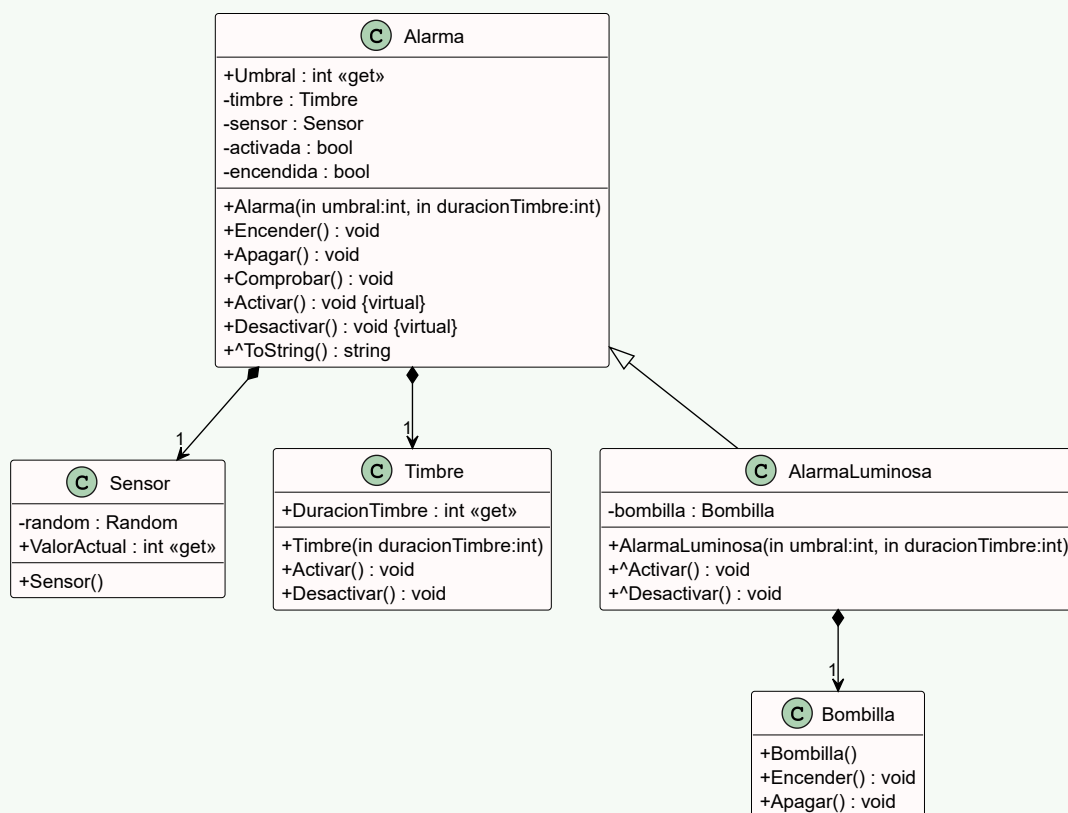 C Alarma
+Umbral : int «get»
-timbre : Timbre
-sensor : Sensor
-activada : bool
-encendida : bool
+Alarma(in umbral:int, in duracionTimbre:int)
+Encender() : void
+Apagar() : void
+Comprobar() : void
+Activar() : void {virtual}
+Desactivar() : void {virtual}
+^ToString() : string
1
1
C Sensor
-random : Random
+ValorActual : int «get»
+Sensor()
C Timbre
+DuracionTimbre : int «get»
+Timbre(in duracionTimbre:int)
+Activar() : void
+Desactivar() : void
C AlarmaLuminosa
-bombilla : Bombilla
+AlarmaLuminosa(in umbral:int, in duracionTimbre:int)
+^Activar() : void
+^Desactivar() : void
1
C Bombilla
+Bombilla()
+Encender() : void
+Apagar() : void